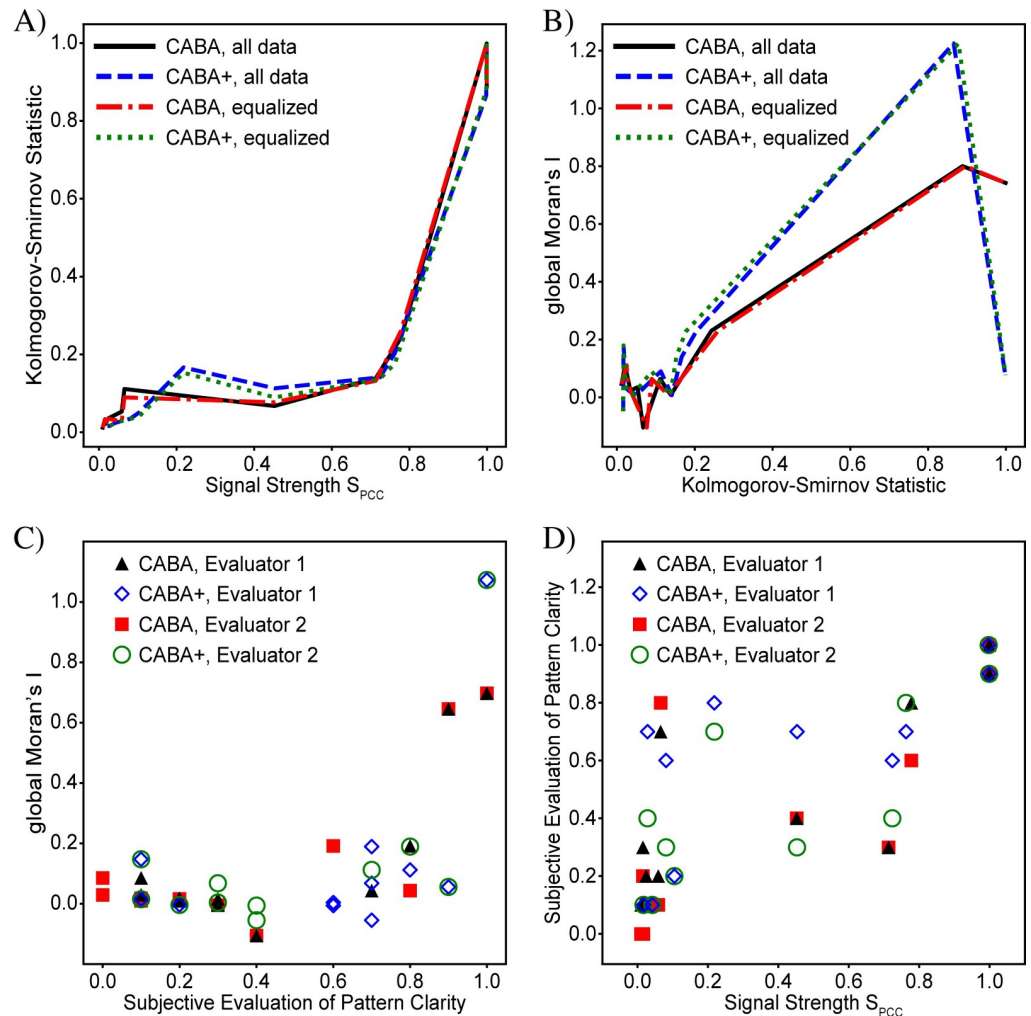 A)
1.0
0.8
0.6
0.4
0.2
0.0
Kolmogorov-Smirnov Statistic
CABA, all data
CABA+, all data
CABA, equalized
CABA+, equalized
0.0 0.2 0.4 0.6 0.8 1.0
Signal Strength S_PCC
B)
1.2
1.0
0.8
0.6
0.4
0.2
0.0
global Moran's I
CABA, all data
CABA+, all data
CABA, equalized
CABA+, equalized
0.0 0.2 0.4 0.6 0.8 1.0
Kolmogorov-Smirnov Statistic
C)
1.0
0.8
0.6
0.4
0.2
0.0
global Moran's I
CABA, Evaluator 1
CABA+, Evaluator 1
CABA, Evaluator 2
CABA+, Evaluator 2
0.0 0.2 0.4 0.6 0.8 1.0
Subjective Evaluation of Pattern Clarity
D)
1.2
1.0
0.8
0.6
0.4
0.2
0.0
Subjective Evaluation of Pattern Clarity
CABA, Evaluator 1
CABA+, Evaluator 1
CABA, Evaluator 2
CABA+, Evaluator 2
0.0 0.2 0.4 0.6 0.8 1.0
Signal Strength S_PCC